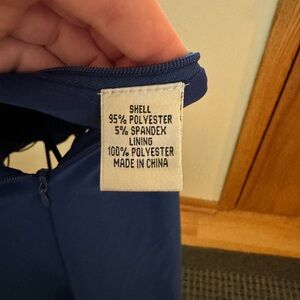 SHELL
95% POLYESTER
5% SPANDEX
LINING
100% POLYESTER
MADE IN CHINA